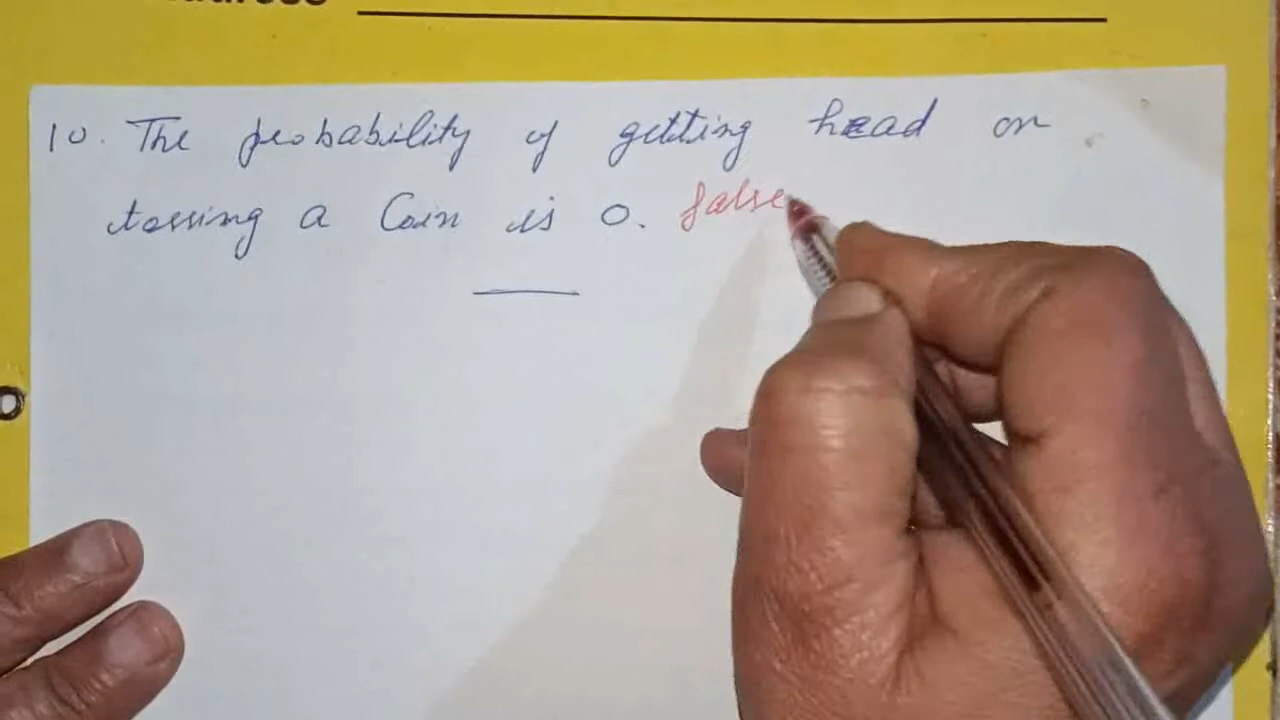 10. The probability of getting head on
tossing a Coin is 0. false